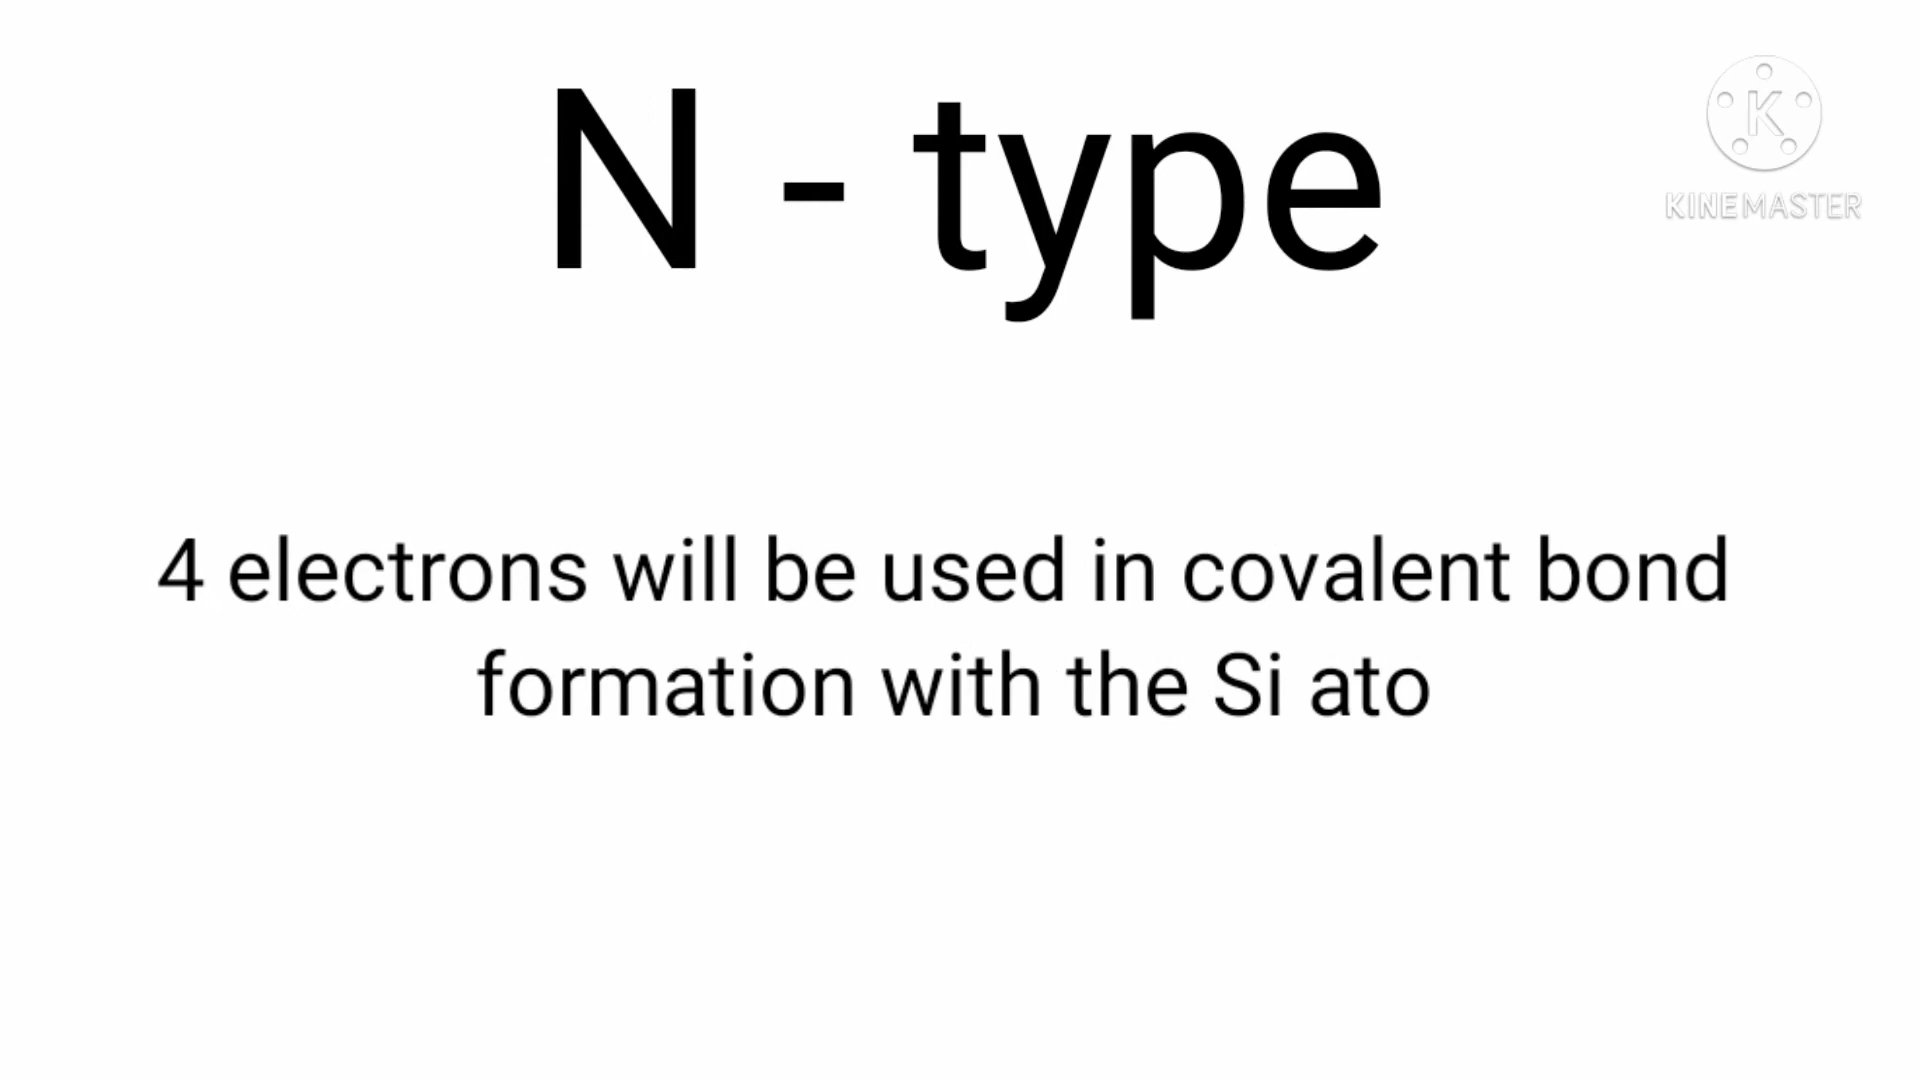 N - type
K
KINEMASTER
4 electrons will be used in covalent bond
formation with the Si ato